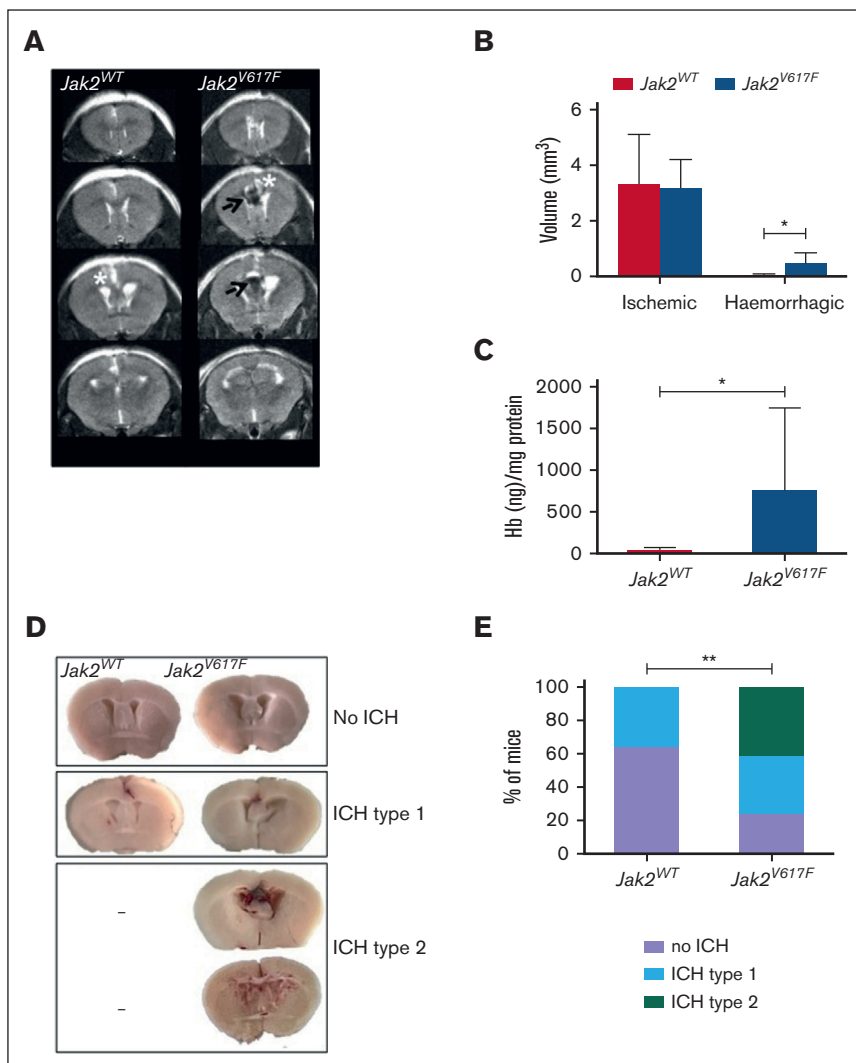 A
Jak2WT Jak2V617F
*
*
B
Jak2WT Jak2V617F
Volume (mm3)
6
4
2
0
*
Ischemic Haemorrhagic
C
Hb (ng)/mg protein
2000
1500
1000
500
0
*
Jak2WT Jak2V617F
D
Jak2WT Jak2V617F
No ICH
ICH type 1
–
ICH type 2
–
E
**
% of mice
100
80
60
40
20
0
Jak2WT Jak2V617F
no ICH
ICH type 1
ICH type 2